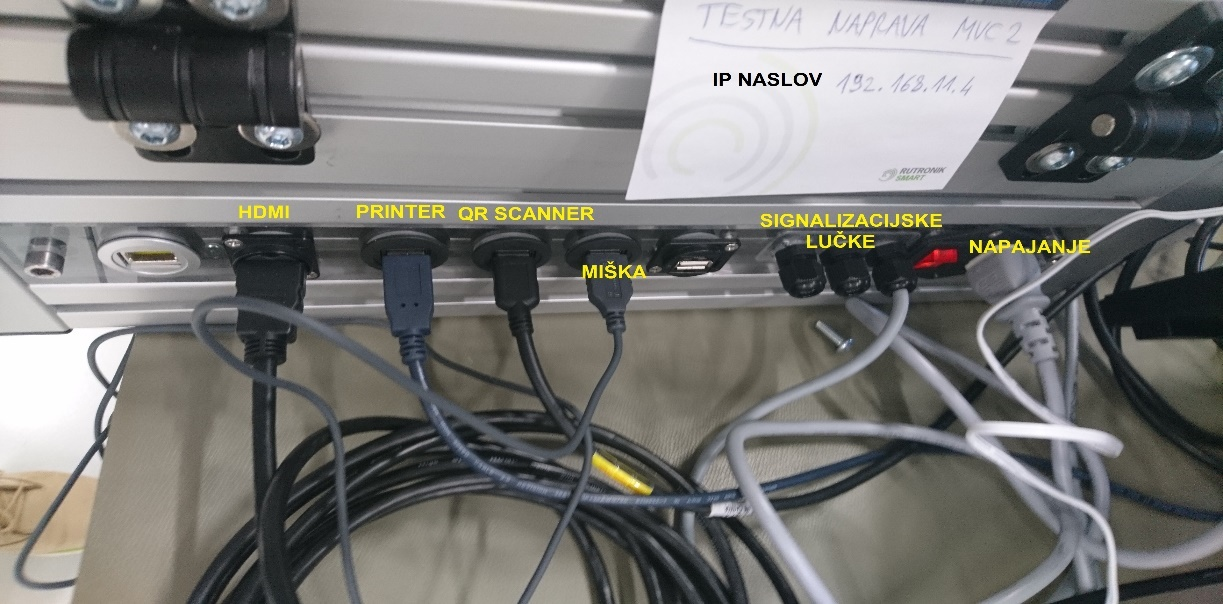 TESTNA NAPRAVA MVC 2
IP NASLOV 192.168.11.4
RUTRONIK
SMART
HDMI
PRINTER
QR SCANNER
MIŠKA
SIGNALIZACIJSKE
LUČKE
NAPAJANJE